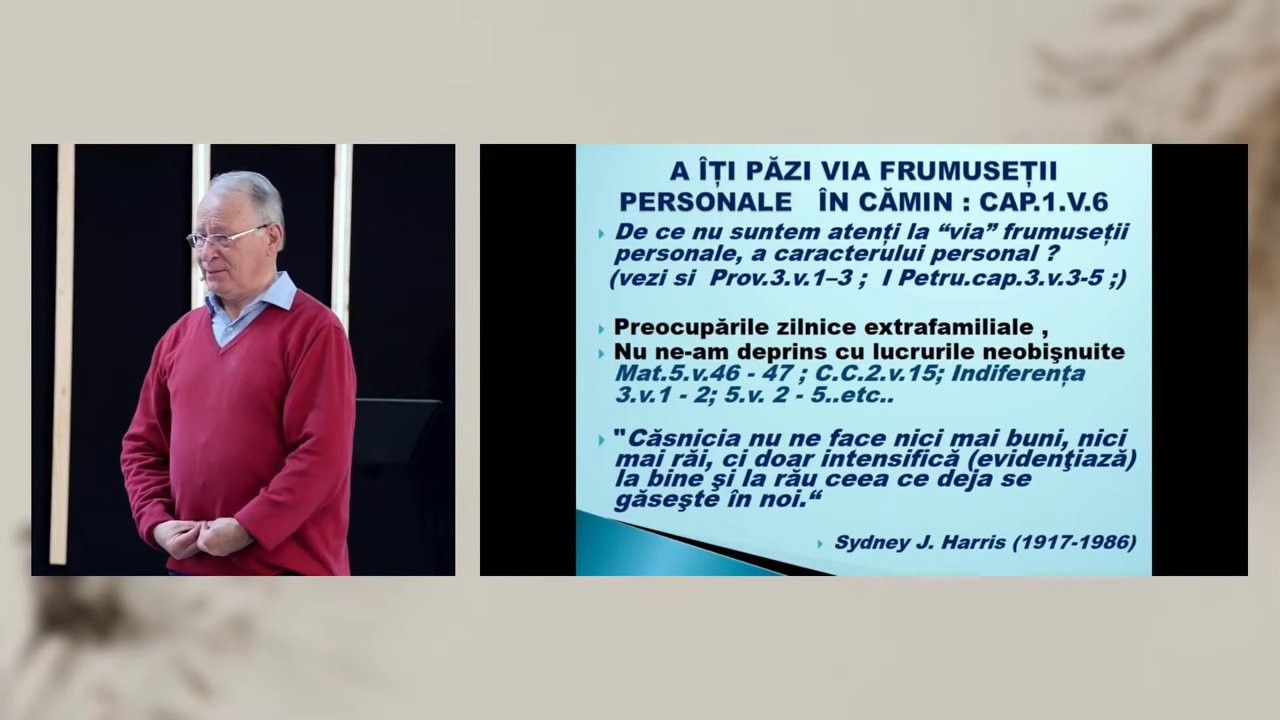 A ÎȚI PĂZI VIA FRUMUSEȚII
PERSONALE ÎN CĂMIN : CAP.1.V.6
De ce nu suntem atenți la “via” frumuseții
personale, a caracterului personal ?
(vezi si Prov.3.v.1–3 ; I Petru.cap.3.v.3-5 ;)
Preocupările zilnice extrafamiliale ,
Nu ne-am deprins cu lucrurile neobişnuite
Mat.5.v.46 - 47 ; C.C.2.v.15; Indiferența
3.v.1 - 2; 5.v. 2 - 5..etc..
"Căsnicia nu ne face nici mai buni, nici
mai răi, ci doar intensifică (evidenţiază)
la bine şi la rău ceea ce deja se
găseşte în noi.“
Sydney J. Harris (1917-1986)